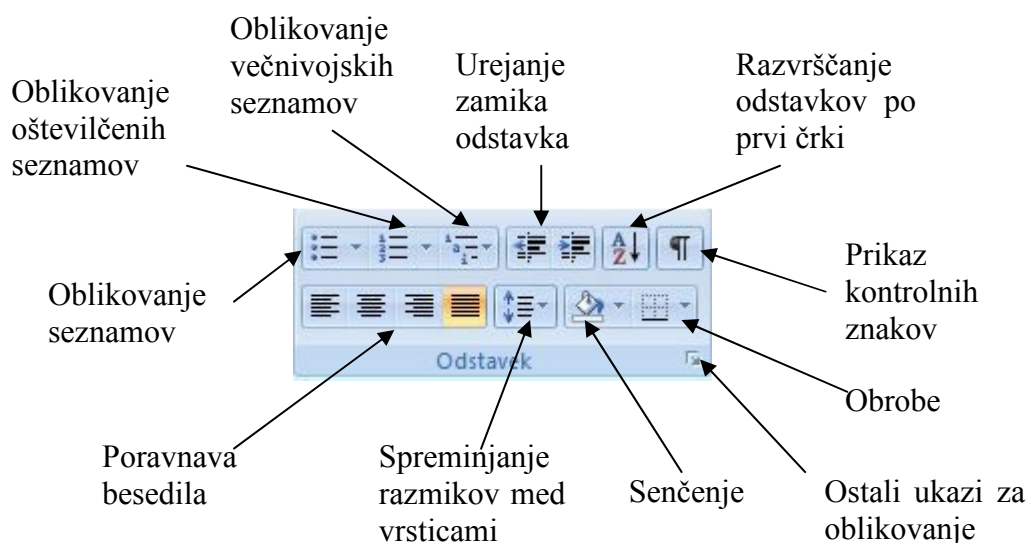 Oblikovanje
večnivojskih
seznamov
Oblikovanje
oštevilčenih
seznamov
Urejanje
zamika
odstavka
Razvrščanje
odstavkov po
prvi črki
Oblikovanje
seznamov
Prikaz
kontrolnih
znakov
Odstavek
Obrobe
Poravnava
besedila
Spreminjanje
razmikov med
vrsticami
Senčenje
Ostali ukazi za
oblikovanje